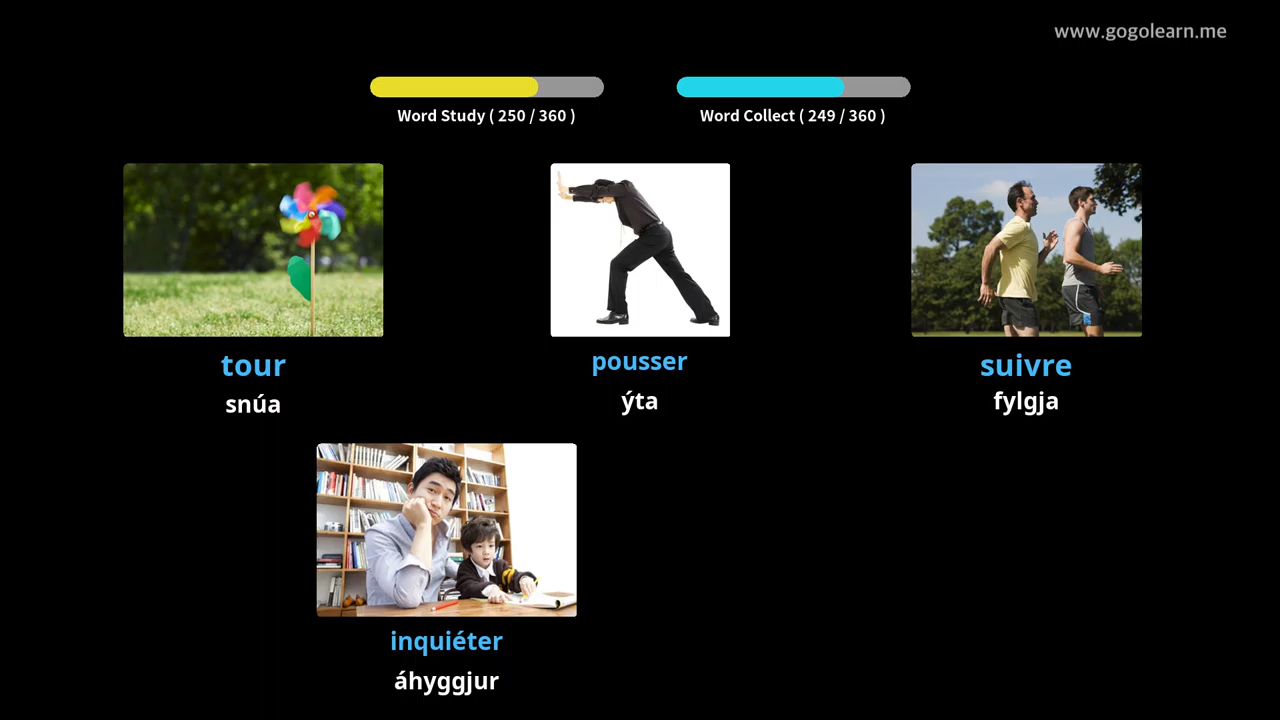 www.gogolearn.me
Word Study ( 250 / 360 )
Word Collect ( 249 / 360 )
tour
snúa
pousser
ýta
suivre
fylgja
inquiéter
áhyggjur